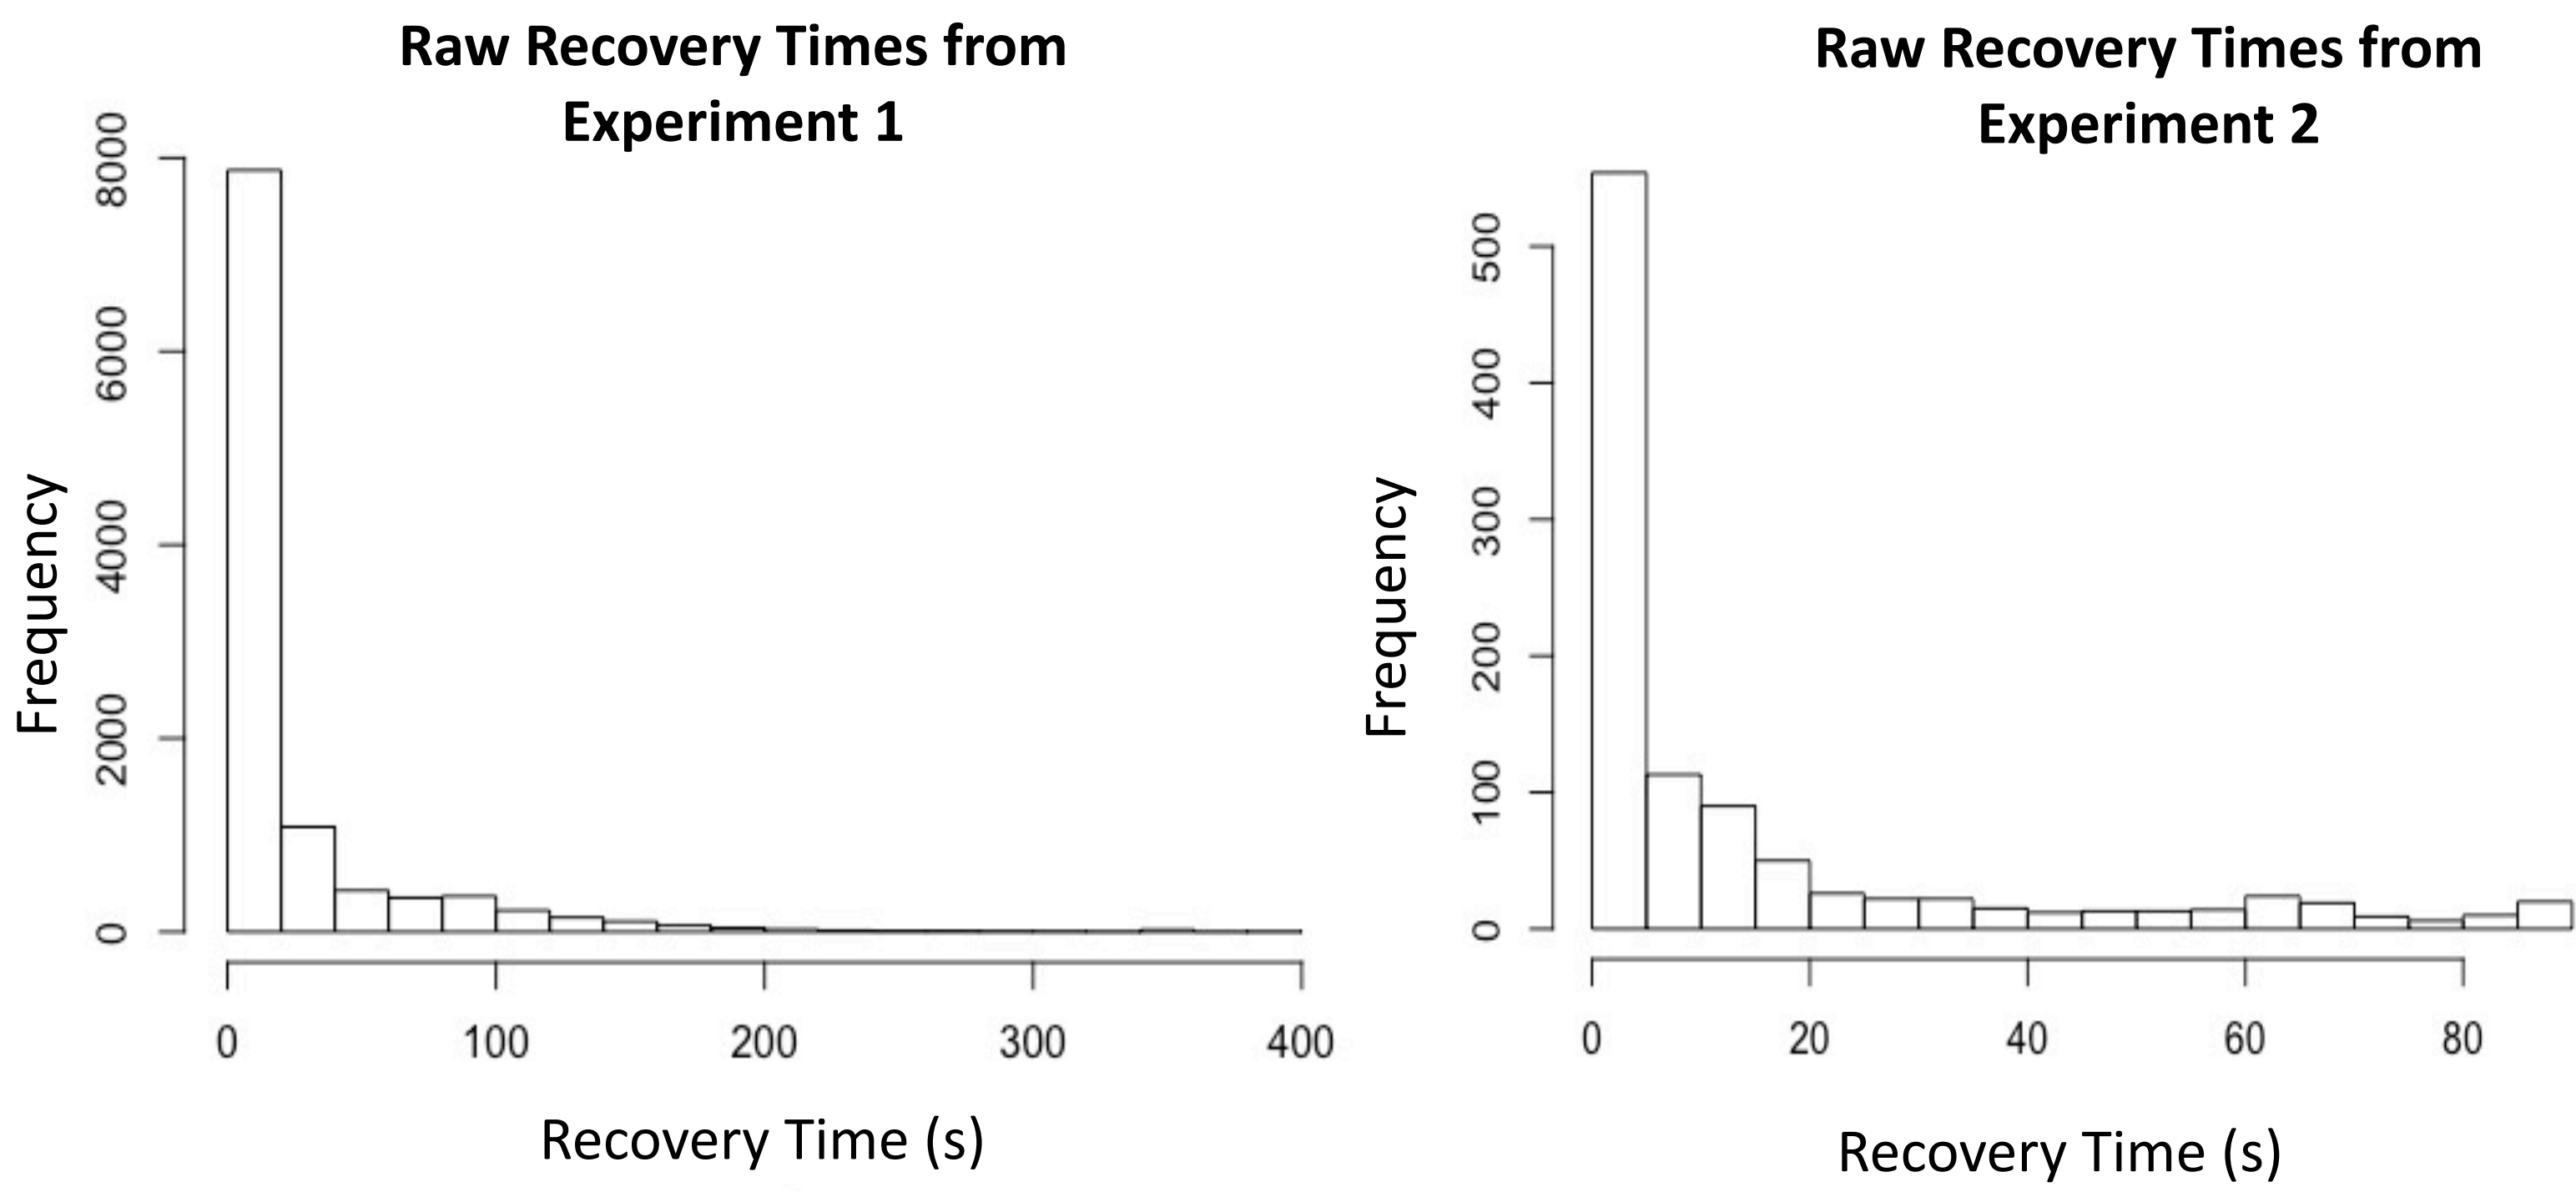 Raw Recovery Times from
Experiment 1
Frequency
8000
6000
4000
2000
0
0 100 200 300 400
Recovery Time (s)
Raw Recovery Times from
Experiment 2
Frequency
500
400
300
200
100
0
0 20 40 60 80
Recovery Time (s)